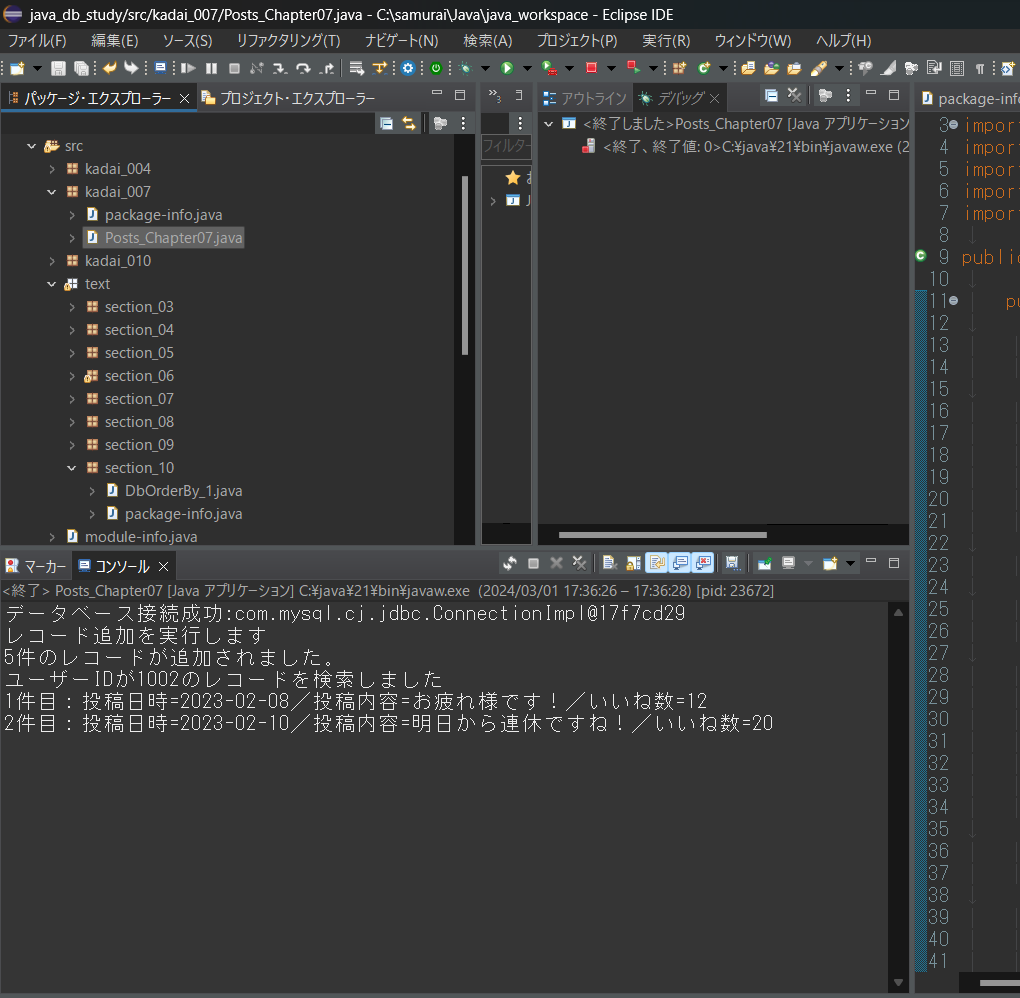 java_db_study/src/kadai_007/Posts_Chapter07.java - C:\samurai\Java\java_workspace - Eclipse IDE
ファイル(F) 編集(E) ソース(S) リファクタリング(T) ナビゲート(N) 検索(A) プロジェクト(P) 実行(R) ウィンドウ(W) ヘルプ(H)
パッケージ・エクスプローラー プロジェクト・エクスプローラー
src
kadai_004
kadai_007
package-info.java
Posts_Chapter07.java
kadai_010
text
section_03
section_04
section_05
section_06
section_07
section_08
section_09
section_10
DbOrderBy_1.java
package-info.java
module-info.java
3
フィルター
アウトライン デバッグ
<終了しました>Posts_Chapter07 [Java アプリケーション
<終了、終了値: 0>C:¥java¥21¥bin¥javaw.exe (2
package-info
3 impor
4 impor
5 impor
6 impor
7 impor
8
9 public
10
11 pu
12
13
14
15
16
17
18
19
20
21
22
23
24
25
26
27
28
29
30
31
32
33
34
35
36
37
38
39
40
41
マーカー コンソール
<終了> Posts_Chapter07 [Java アプリケーション] C:¥java¥21¥bin¥javaw.exe (2024/03/01 17:36:26 – 17:36:28) [pid: 23672]
データベース接続成功:com.mysql.cj.jdbc.ConnectionImpl@17f7cd29
レコード追加を実行します
5件のレコードが追加されました。
ユーザーIDが1002のレコードを検索しました
1件目：投稿日時=2023-02-08／投稿内容=お疲れ様です！／いいね数=12
2件目：投稿日時=2023-02-10／投稿内容=明日から連休ですね！／いいね数=20